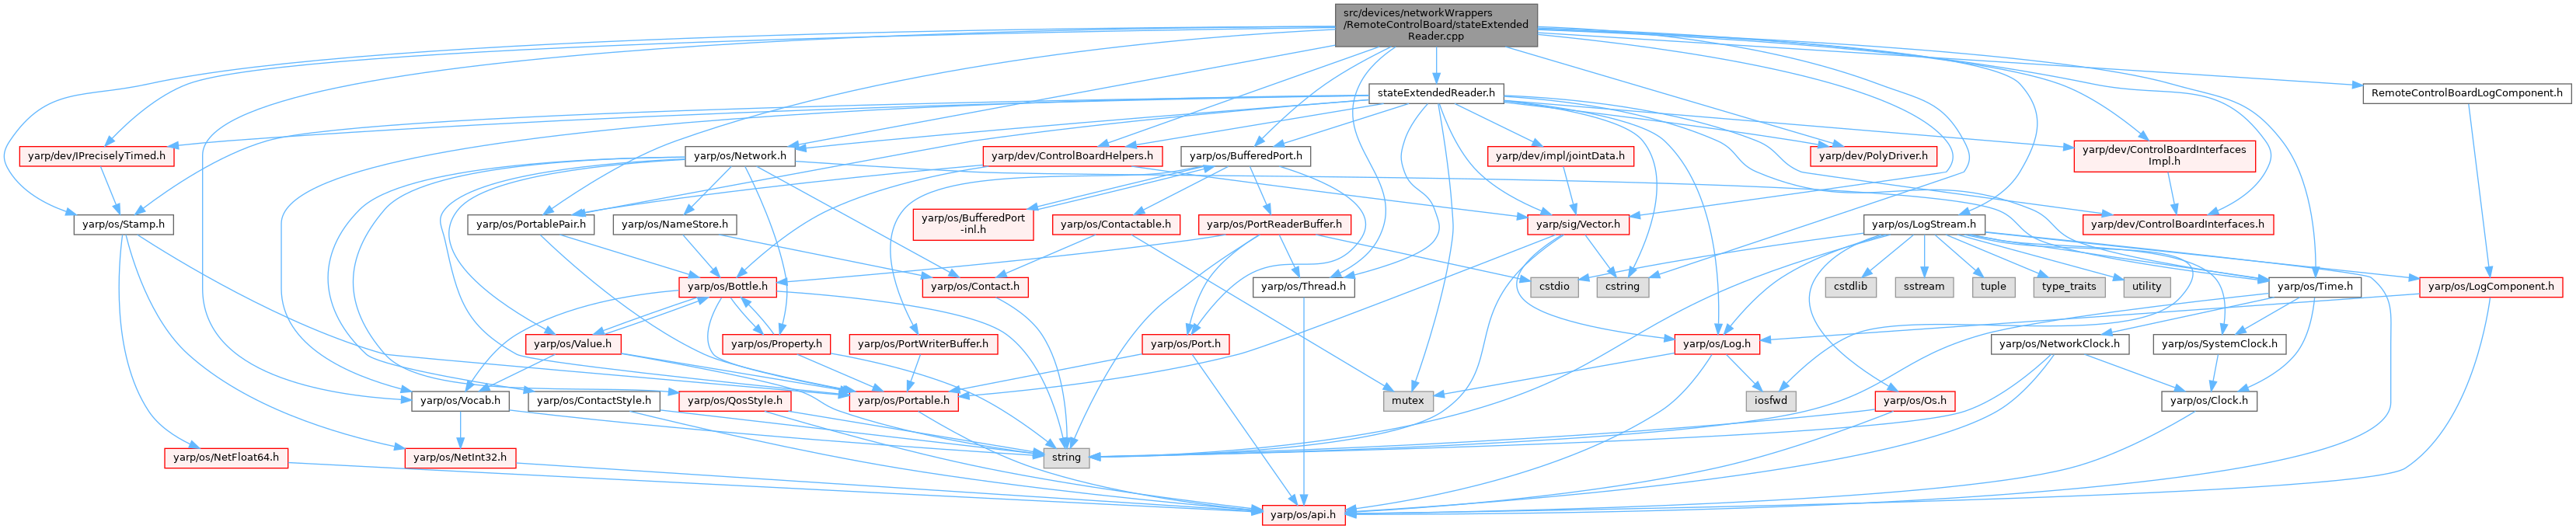 src/devices/networkWrappers
/RemoteControlBoard/stateExtended
Reader.cpp
stateExtendedReader.h
RemoteControlBoardLogComponent.h
yarp/dev/IPreciselyTimed.h
yarp/os/Network.h
yarp/dev/ControlBoardHelpers.h
yarp/os/BufferedPort.h
yarp/dev/impl/jointData.h
yarp/dev/PolyDriver.h
yarp/dev/ControlBoardInterfaces
Impl.h
yarp/os/Stamp.h
yarp/os/PortablePair.h
yarp/os/NameStore.h
yarp/os/BufferedPort
-inl.h
yarp/os/Contactable.h
yarp/os/PortReaderBuffer.h
yarp/sig/Vector.h
yarp/os/LogStream.h
yarp/dev/ControlBoardInterfaces.h
yarp/os/Bottle.h
yarp/os/Contact.h
yarp/os/Thread.h
cstdio
cstring
cstdlib
sstream
tuple
type_traits
utility
yarp/os/Time.h
yarp/os/LogComponent.h
yarp/os/Value.h
yarp/os/Property.h
yarp/os/PortWriterBuffer.h
yarp/os/Port.h
yarp/os/Log.h
yarp/os/NetworkClock.h
yarp/os/SystemClock.h
yarp/os/Vocab.h
yarp/os/ContactStyle.h
yarp/os/QosStyle.h
yarp/os/Portable.h
mutex
iosfwd
yarp/os/Os.h
yarp/os/Clock.h
yarp/os/NetFloat64.h
yarp/os/NetInt32.h
string
yarp/os/api.h